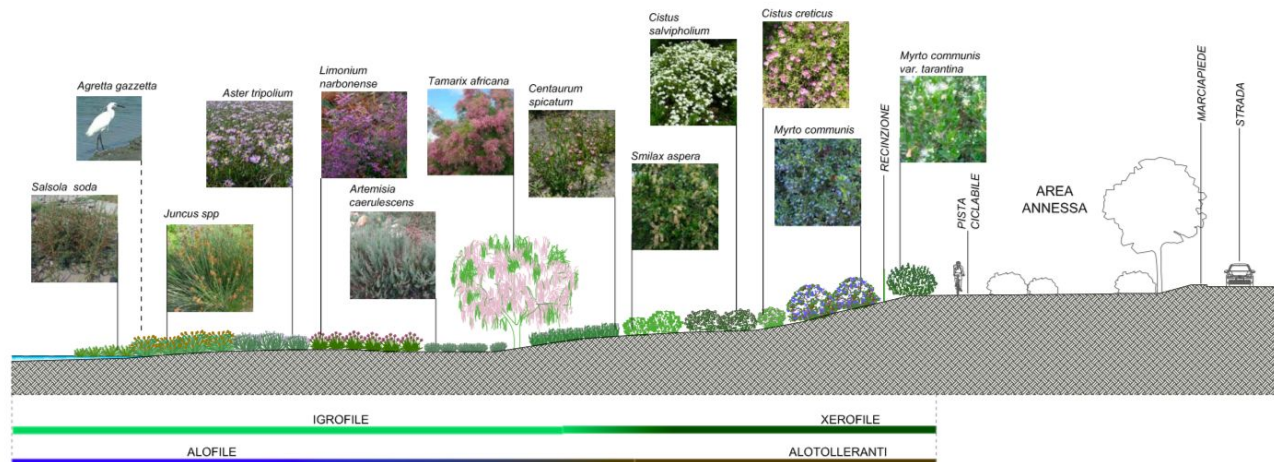 Agretta gazzetta
Salsola soda
Juncus spp
Aster tripolium
Limonium
narbonense
Artemisia
caerulescens
Tamarix africana
Centaurum
spicatum
Cistus
salvipholium
Smilax aspera
Cistus creticus
Myrto communis
RECINZIONE
Myrto communis
var. tarantina
PISTA
CICLABILE
AREA
ANNESSA
MARCIAPIEDE
STRADA
IGROFILE
XEROFILE
ALOFILE
ALOTOLLERANTI